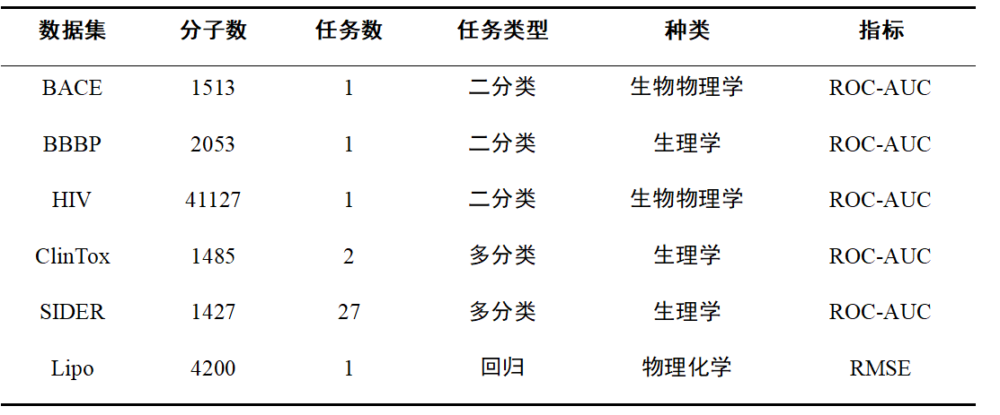 数据集 分子数 任务数 任务类型 种类 指标
BACE 1513 1 二分类 生物物理学 ROC-AUC
BBBP 2053 1 二分类 生理学 ROC-AUC
HIV 41127 1 二分类 生物物理学 ROC-AUC
ClinTox 1485 2 多分类 生理学 ROC-AUC
SIDER 1427 27 多分类 生理学 ROC-AUC
Lipo 4200 1 回归 物理化学 RMSE